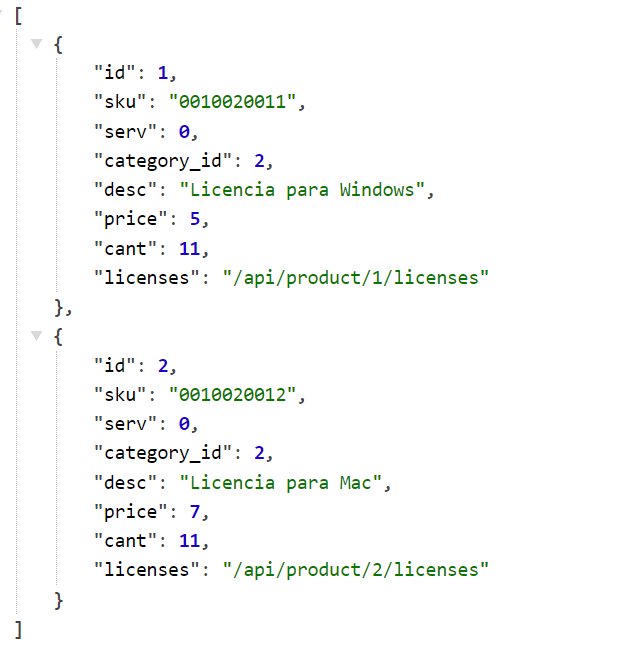 [
{
"id": 1,
"sku": "0010020011",
"serv": 0,
"category_id": 2,
"desc": "Licencia para Windows",
"price": 5,
"cant": 11,
"licenses": "/api/product/1/licenses"
},
{
"id": 2,
"sku": "0010020012",
"serv": 0,
"category_id": 2,
"desc": "Licencia para Mac",
"price": 7,
"cant": 11,
"licenses": "/api/product/2/licenses"
}
]